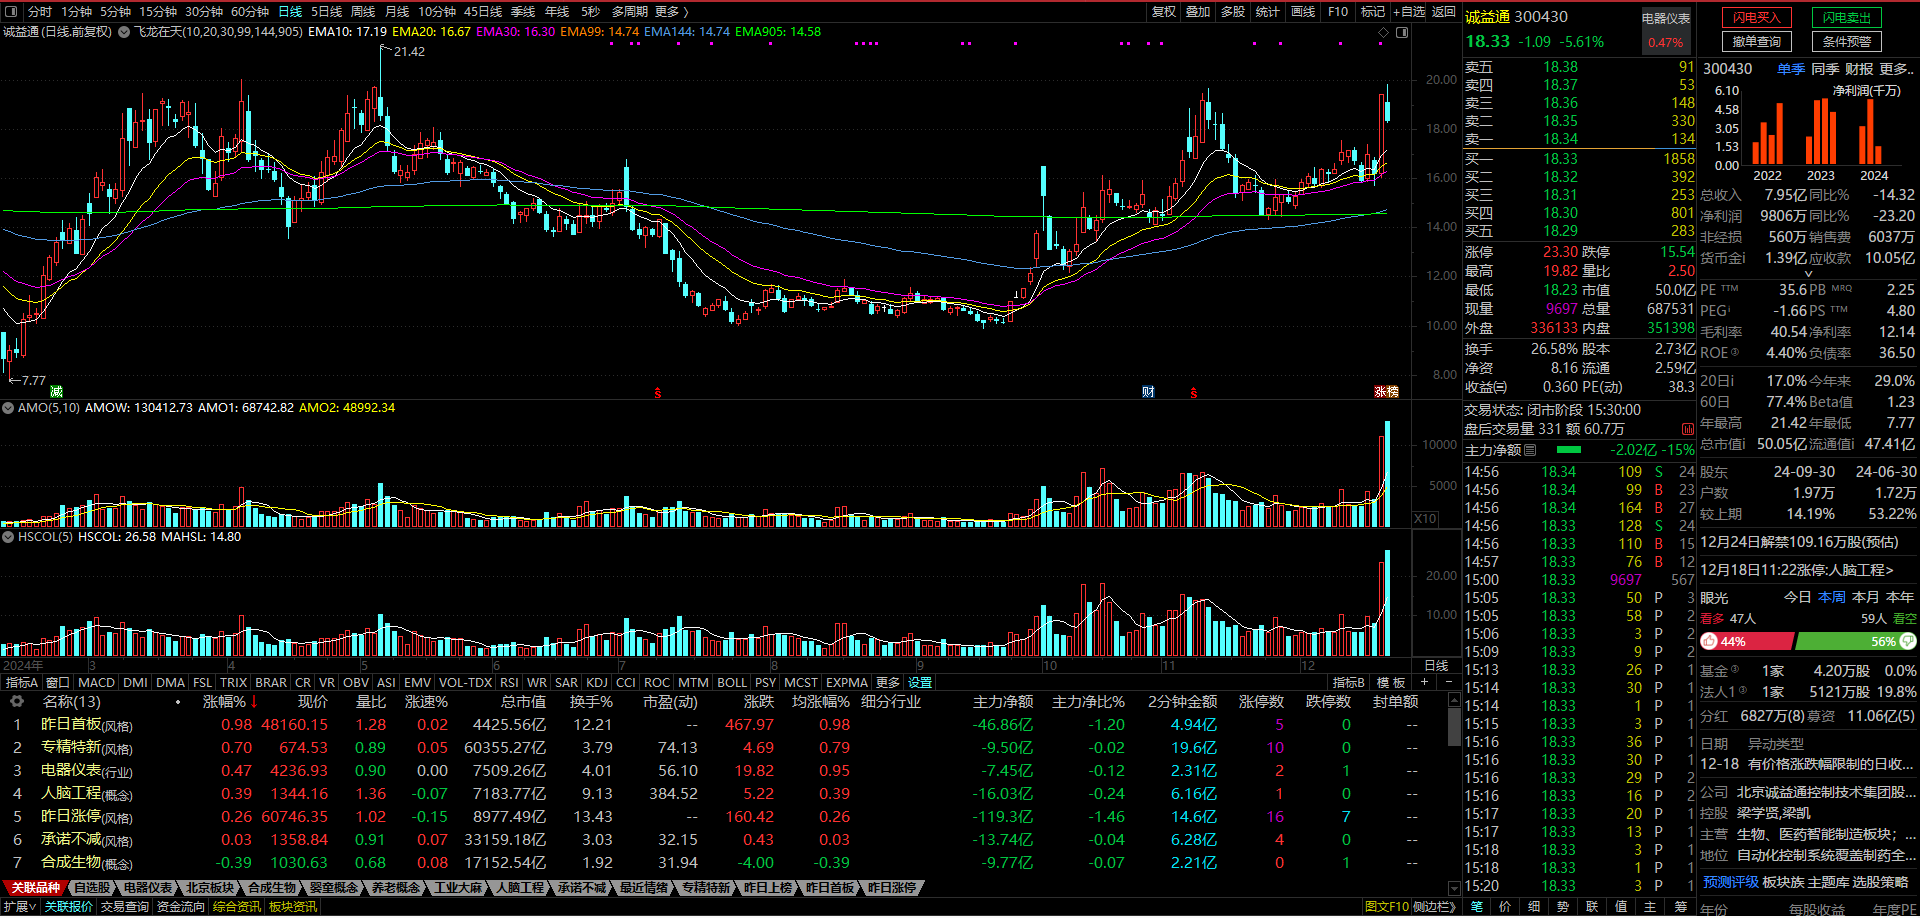 分时 1分钟 5分钟 15分钟 30分钟 60分钟 日线 5日线 周线 月线 10分钟 45日线 季线 年线 5秒 多周期 更多 〉 复权 叠加 多股 统计 画线 F10 标记 +自选 返回
诚益通(日线.前复权) 飞龙在天(10,20,30,99,144,905) EMA10: 17.19 EMA20: 16.67 EMA30: 16.30 EMA99: 14.74 EMA144: 14.74 EMA905: 14.58
21.42
20.00
18.00
16.00
14.00
12.00
10.00
8.00
7.77
减 $ 财 $ 涨榜
AMO(5,10) AMOW: 130412.73 AMO1: 68742.82 AMO2: 48992.34
10000
5000
X10
HSCOL(5) HSCOL: 26.58 MAHSL: 14.80
20.00
10.00
2024年 3 4 5 6 7 8 9 10 11 12 日线
指标A 窗口 MACD DMI DMA FSL TRIX BRAR CR VR OBV ASI EMV VOL-TDX RSI WR SAR KDJ CCI ROC MTM BOLL PSY MCST EXPMA 更多 设置 指标B 模板 + −
名称(13) 涨幅%↓ 现价 量比 涨速% 总市值 换手% 市盈(动) 涨跌 均涨幅% 细分行业 主力净额 主力净比% 2分钟金额 涨停数 跌停数 封单额
1 昨日首板(风格) 0.98 48160.15 1.28 0.02 4425.56亿 12.21 -- 467.97 0.98 -46.86亿 -1.20 4.94亿 5 0 --
2 专精特新(风格) 0.70 674.53 0.89 0.05 60355.27亿 3.79 74.13 4.69 0.79 -9.50亿 -0.02 19.6亿 10 0 --
3 电器仪表(行业) 0.47 4236.93 0.90 0.00 7509.26亿 4.01 56.10 19.82 0.95 -7.45亿 -0.12 2.31亿 2 1 --
4 人脑工程(概念) 0.39 1344.16 1.36 -0.07 7183.77亿 9.13 384.52 5.22 0.39 -16.03亿 -0.24 6.16亿 1 0 --
5 昨日涨停(风格) 0.26 60746.35 1.02 -0.15 8977.49亿 13.43 -- 160.42 0.26 -119.3亿 -1.46 14.6亿 16 7 --
6 承诺不减(风格) 0.03 1358.84 0.91 0.07 33159.18亿 3.03 32.15 0.43 0.03 -13.74亿 -0.04 6.28亿 4 0 --
7 合成生物(概念) -0.39 1030.63 0.68 0.08 17152.54亿 1.92 31.94 -4.00 -0.39 -9.77亿 -0.07 2.21亿 0 1 --
关联品种 自选股 电器仪表 北京板块 合成生物 婴童概念 养老概念 工业大麻 人脑工程 承诺不减 最近情绪 专精特新 昨日上榜 昨日首板 昨日涨停
扩展∨ 关联报价 交易查询 资金流向 综合资讯 板块资讯 图文F10 侧边栏》
诚益通 300430 电器仪表
18.33 -1.09 -5.61% 0.47%
卖五 18.38 91
卖四 18.37 53
卖三 18.36 148
卖二 18.35 330
卖一 18.34 134
买一 18.33 1858
买二 18.32 392
买三 18.31 253
买四 18.30 801
买五 18.29 283
涨停 23.30 跌停 15.54
最高 19.82 量比 2.50
最低 18.23 市值 50.0亿
现量 9697 总量 687531
外盘 336133 内盘 351398
换手 26.58% 股本 2.73亿
净资 8.16 流通 2.59亿
收益㈢ 0.360 PE(动) 38.3
交易状态: 闭市阶段 15:30:00
盘后交易量 331 额 60.7万
主力净额 -2.02亿 -15%
14:56 18.34 109 S 24
14:56 18.34 99 B 23
14:56 18.34 164 B 27
14:56 18.33 128 S 24
14:56 18.33 110 B 15
14:57 18.33 76 B 12
15:00 18.33 9697 567
15:05 18.33 50 P 3
15:05 18.33 58 P 2
15:06 18.33 3 P 2
15:09 18.33 9 P 2
15:13 18.33 26 P 1
15:14 18.33 30 P 1
15:14 18.33 1 P 1
15:15 18.33 3 P 1
15:16 18.33 36 P 1
15:16 18.33 30 P 1
15:16 18.33 29 P 2
15:16 18.33 16 P 2
15:17 18.33 20 P 1
15:17 18.33 13 P 1
15:18 18.33 3 P 1
15:18 18.33 1 P 1
15:20 18.33 3 P 1
笔 价 细 势 联 值 主 筹
闪电买入 闪电卖出
撤单查询 条件预警
300430 单季 同季 财报 更多..
净利润(千万)
6.10
4.58
3.05
1.53
0.00
2022 2023 2024
总收入 7.95亿 同比% -14.32
净利润 9806万 同比% -23.20
非经损 560万 销售费 6037万
货币金i 1.39亿 应收款 10.05亿
PE TTM 35.6 PB MRQ 2.25
PEG i -1.66 PS TTM 4.80
毛利率 40.54 净利率 12.14
ROE 4.40% 负债率 36.50
20日i 17.0% 今年来 29.0%
60日 77.4% Beta值 1.23
年最高 21.42 年最低 7.77
总市值i 50.05亿 流通值i 47.41亿
股东 24-09-30 24-06-30
户数 1.97万 1.72万
较上期 14.19% 53.22%
12月24日解禁109.16万股(预估)
12月18日11:22涨停:人脑工程>
眼光 今日 本周 本月 本年
看多 47人 59人 看空
44% 56%
基金 1家 4.20万股 0.0%
法人1 1家 5121万股 19.8%
分红 6827万(8) 募资 11.06亿(5)
日期 异动类型
12-18 有价格涨跌幅限制的日收...
公司 北京诚益通控制技术集团股...
控股 梁学贤,梁凯
主营 生物、医药智能制造板块；...
地位 自动化控制系统覆盖制药全...
预测评级 板块族 主题库 选股策略
年份 每股收益 年度PE